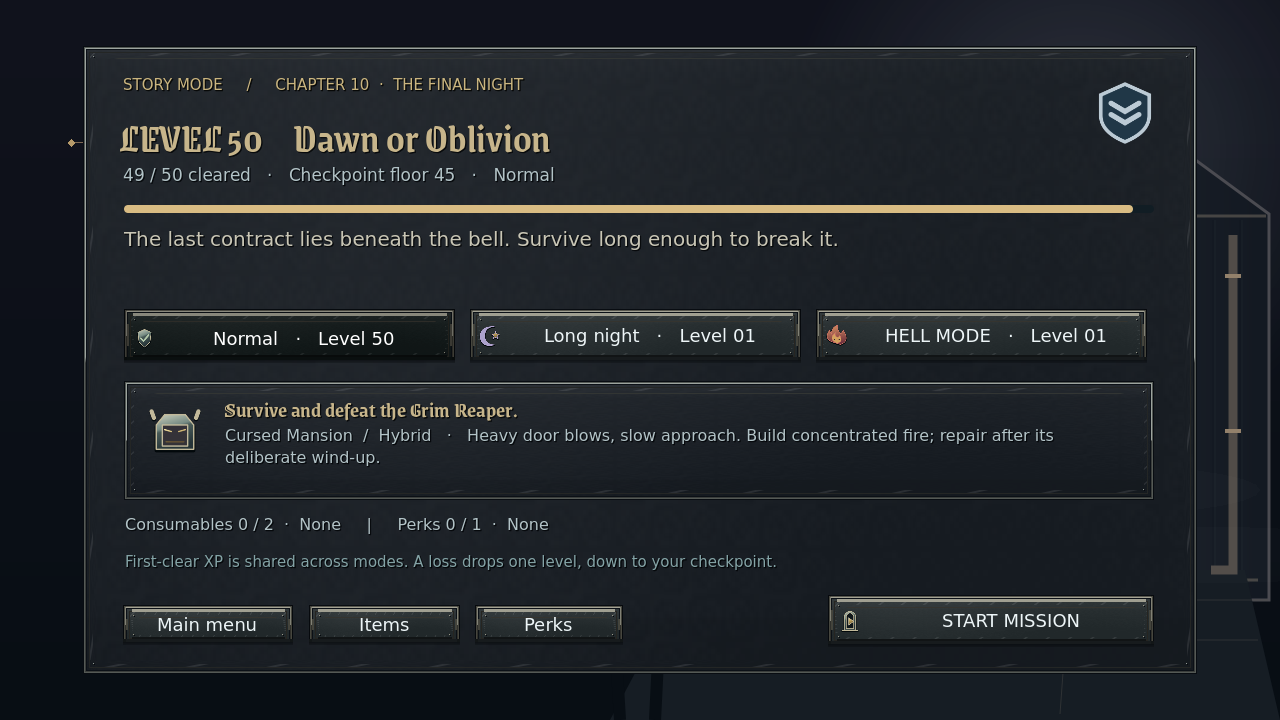 STORY MODE / CHAPTER 10 · THE FINAL NIGHT
LEVEL 50 Dawn or Oblivion
49 / 50 cleared · Checkpoint floor 45 · Normal
The last contract lies beneath the bell. Survive long enough to break it.
Normal · Level 50
Long night · Level 01
HELL MODE · Level 01
Survive and defeat the Grim Reaper.
Cursed Mansion / Hybrid · Heavy door blows, slow approach. Build concentrated fire; repair after its
deliberate wind-up.
Consumables 0 / 2 · None | Perks 0 / 1 · None
First-clear XP is shared across modes. A loss drops one level, down to your checkpoint.
Main menu
Items
Perks
START MISSION